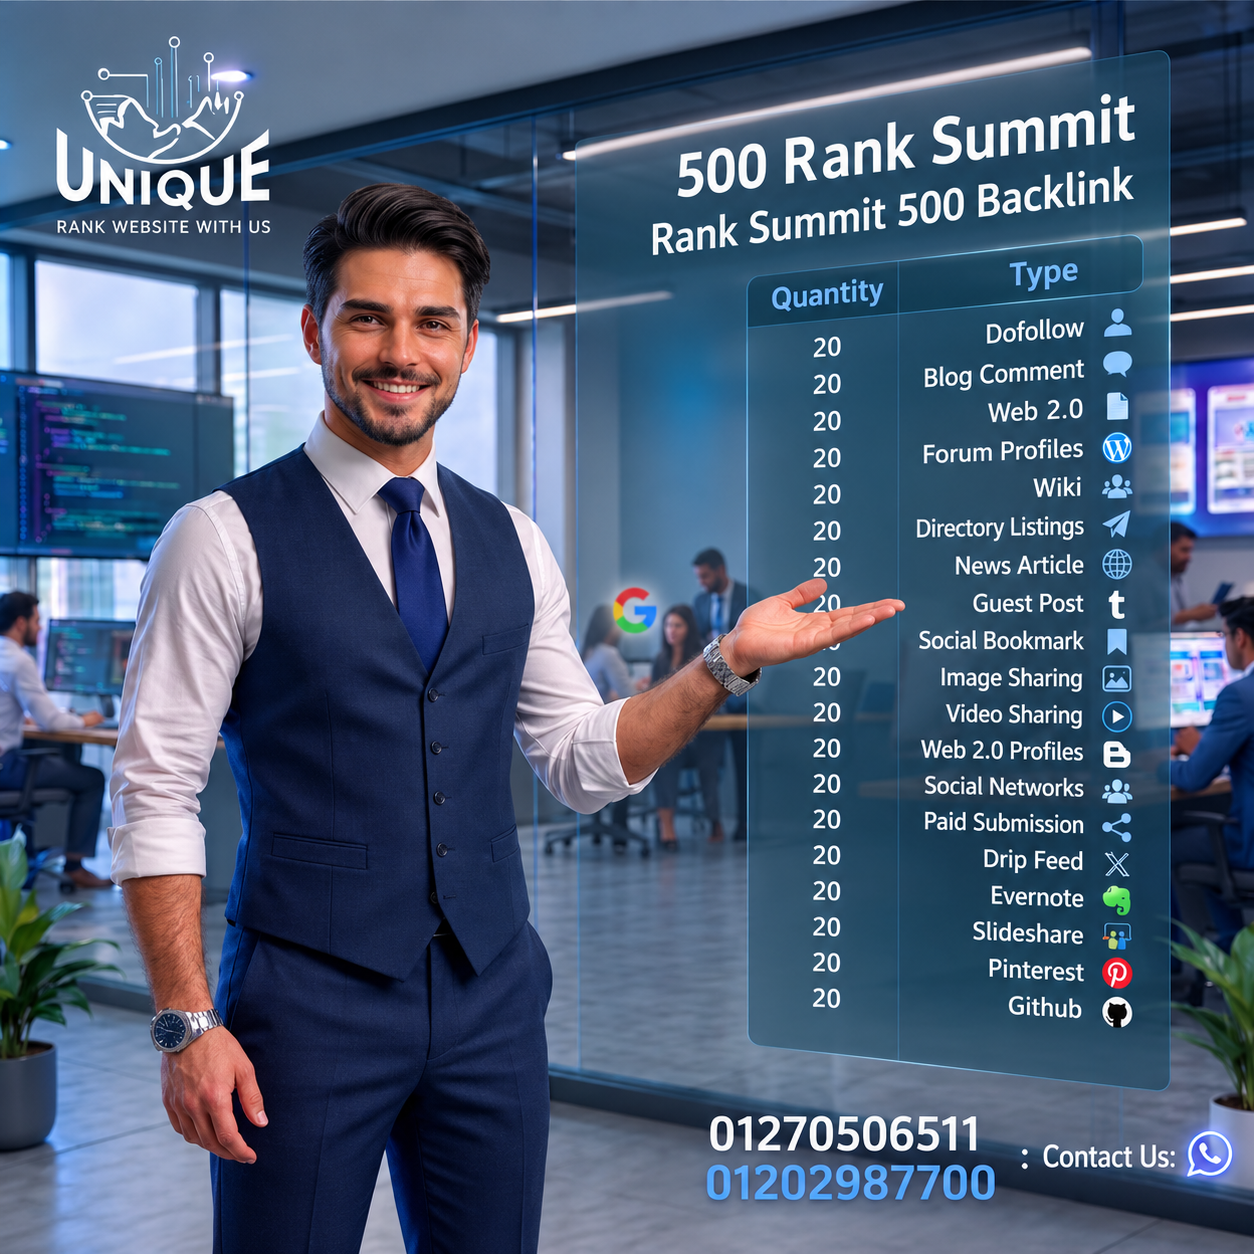 UNIQUE
RANK WEBSITE WITH US
500 Rank Summit
Rank Summit 500 Backlink
Quantity Type
20 Dofollow
20 Blog Comment
20 Web 2.0
20 Forum Profiles
20 Wiki
20 Directory Listings
20 News Article
20 Guest Post
Social Bookmark
20 Image Sharing
20 Video Sharing
20 Web 2.0 Profiles
20 Social Networks
20 Paid Submission
20 Drip Feed
20 Evernote
20 Slideshare
20 Pinterest
20 Github
01270506511
01202987700
: Contact Us: